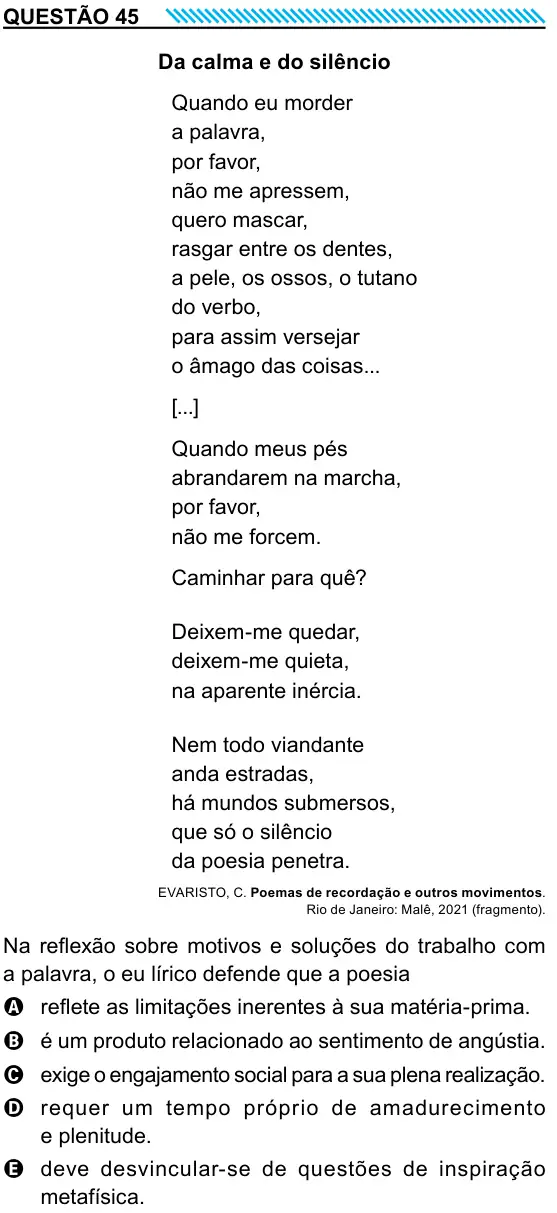 QUESTÃO 45
Da calma e do silêncio
Quando eu morder
a palavra,
por favor,
não me apressem,
quero mascar,
rasgar entre os dentes,
a pele, os ossos, o tutano
do verbo,
para assim versejar
o âmago das coisas...
[...]
Quando meus pés
abrandarem na marcha,
por favor,
não me forcem.
Caminhar para quê?
Deixem-me quedar,
deixem-me quieta,
na aparente inércia.
Nem todo viandante
anda estradas,
há mundos submersos,
que só o silêncio
da poesia penetra.
EVARISTO, C. Poemas de recordação e outros movimentos.
Rio de Janeiro: Malê, 2021 (fragmento).
Na reflexão sobre motivos e soluções do trabalho com
a palavra, o eu lírico defende que a poesia
A reflete as limitações inerentes à sua matéria-prima.
B é um produto relacionado ao sentimento de angústia.
C exige o engajamento social para a sua plena realização.
D requer um tempo próprio de amadurecimento
e plenitude.
E deve desvincular-se de questões de inspiração
metafísica.